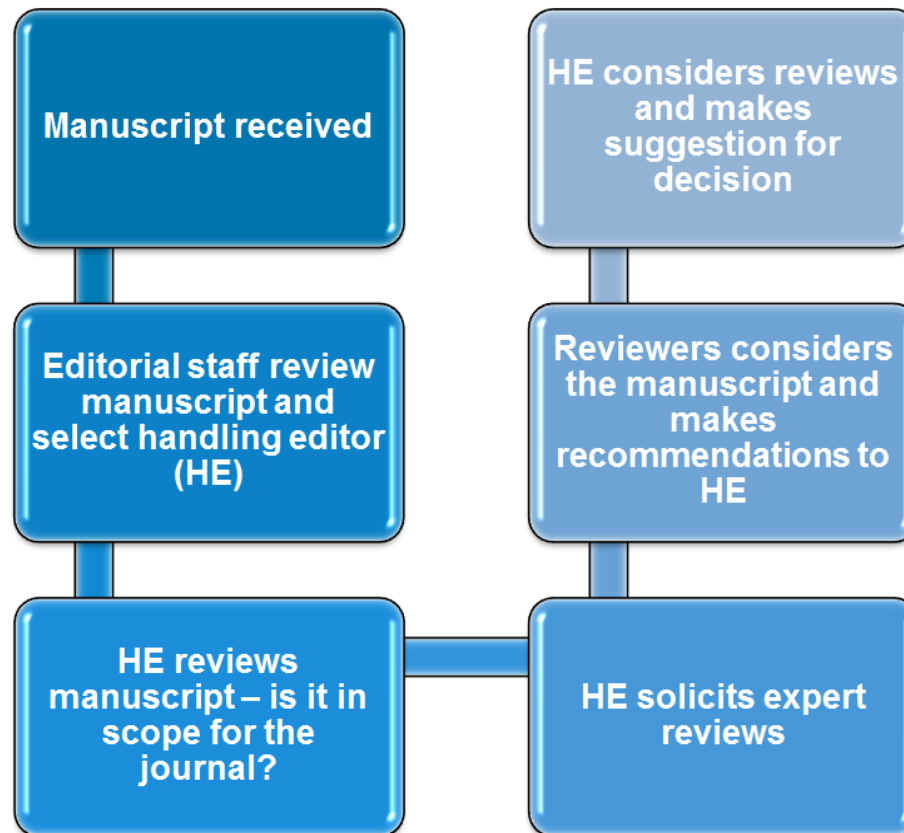 Manuscript received
Editorial staff review
manuscript and
select handling editor
(HE)
HE reviews
manuscript – is it in
scope for the
journal?
HE solicits expert
reviews
Reviewers considers
the manuscript and
makes
recommendations to
HE
HE considers reviews
and makes
suggestion for
decision